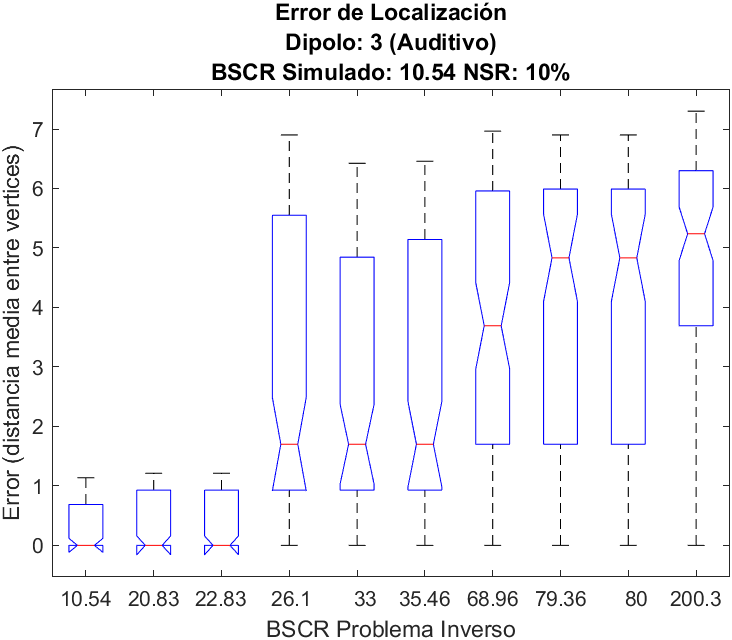 Error de Localización
Dipolo: 3 (Auditivo)
BSCR Simulado: 10.54 NSR: 10%
Error (distancia media entre vertices)
7
6
5
4
3
2
1
0
10.54 20.83 22.83 26.1 33 35.46 68.96 79.36 80 200.3
BSCR Problema Inverso